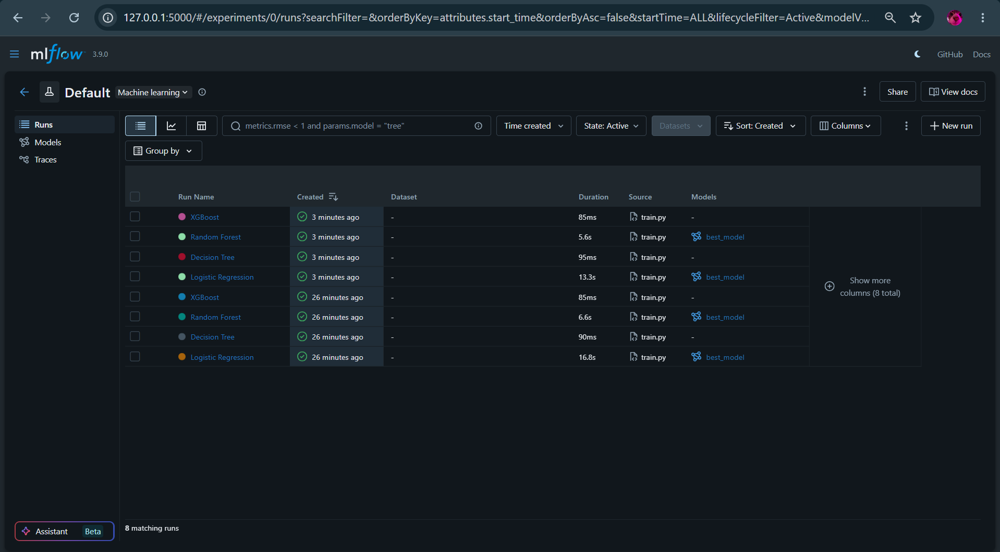 127.0.0.1:5000/#/experiments/0/runs?searchFilter=&orderByKey=attributes.start_time&orderByAsc=false&startTime=ALL&lifecycleFilter=Active&modelV...
mlflow 3.9.0 GitHub Docs
Default Machine learning Share View docs
Runs
Models
Traces
metrics.rmse < 1 and params.model = "tree" Time created State: Active Datasets Sort: Created Columns New run
Group by
Run Name Created Dataset Duration Source Models
XGBoost 3 minutes ago - 85ms train.py -
Random Forest 3 minutes ago - 5.6s train.py best_model
Decision Tree 3 minutes ago - 95ms train.py -
Logistic Regression 3 minutes ago - 13.3s train.py best_model
XGBoost 26 minutes ago - 85ms train.py -
Random Forest 26 minutes ago - 6.6s train.py best_model
Decision Tree 26 minutes ago - 90ms train.py -
Logistic Regression 26 minutes ago - 16.8s train.py best_model
Show more
columns (8 total)
8 matching runs
Assistant Beta